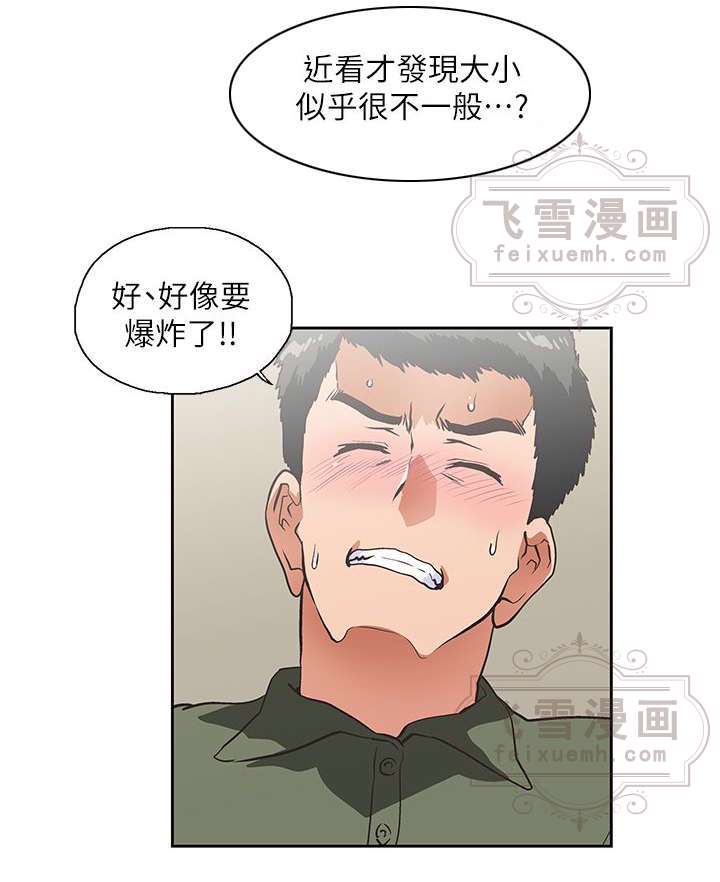 近看才發現大小
似乎很不一般…?
飞雪漫画
feixuemh.com
好、好像要
爆炸了!!
飞雪漫画
feixuemh.com